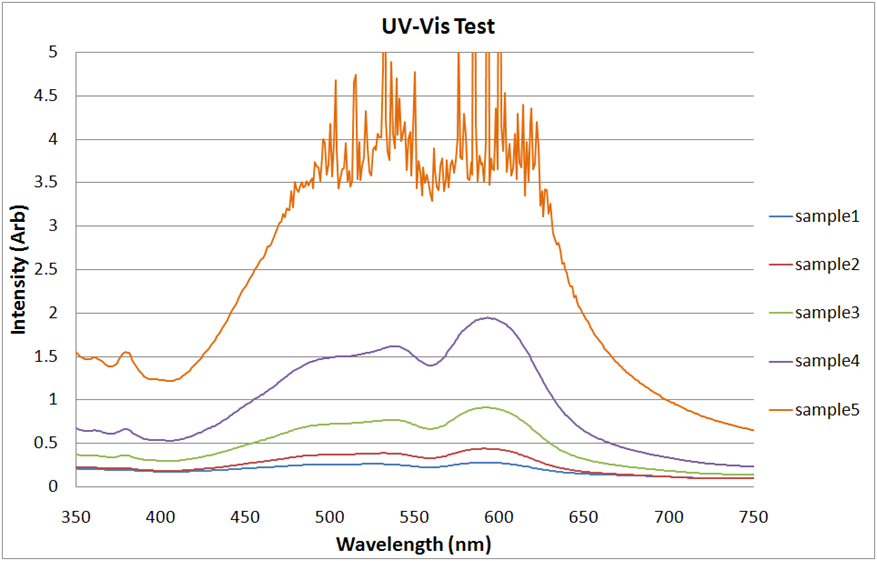 UV-Vis Test
5
4.5
4
3.5
3
2.5
2
1.5
1
0.5
0
Intensity (Arb)
350 400 450 500 550 600 650 700 750
Wavelength (nm)
sample1
sample2
sample3
sample4
sample5